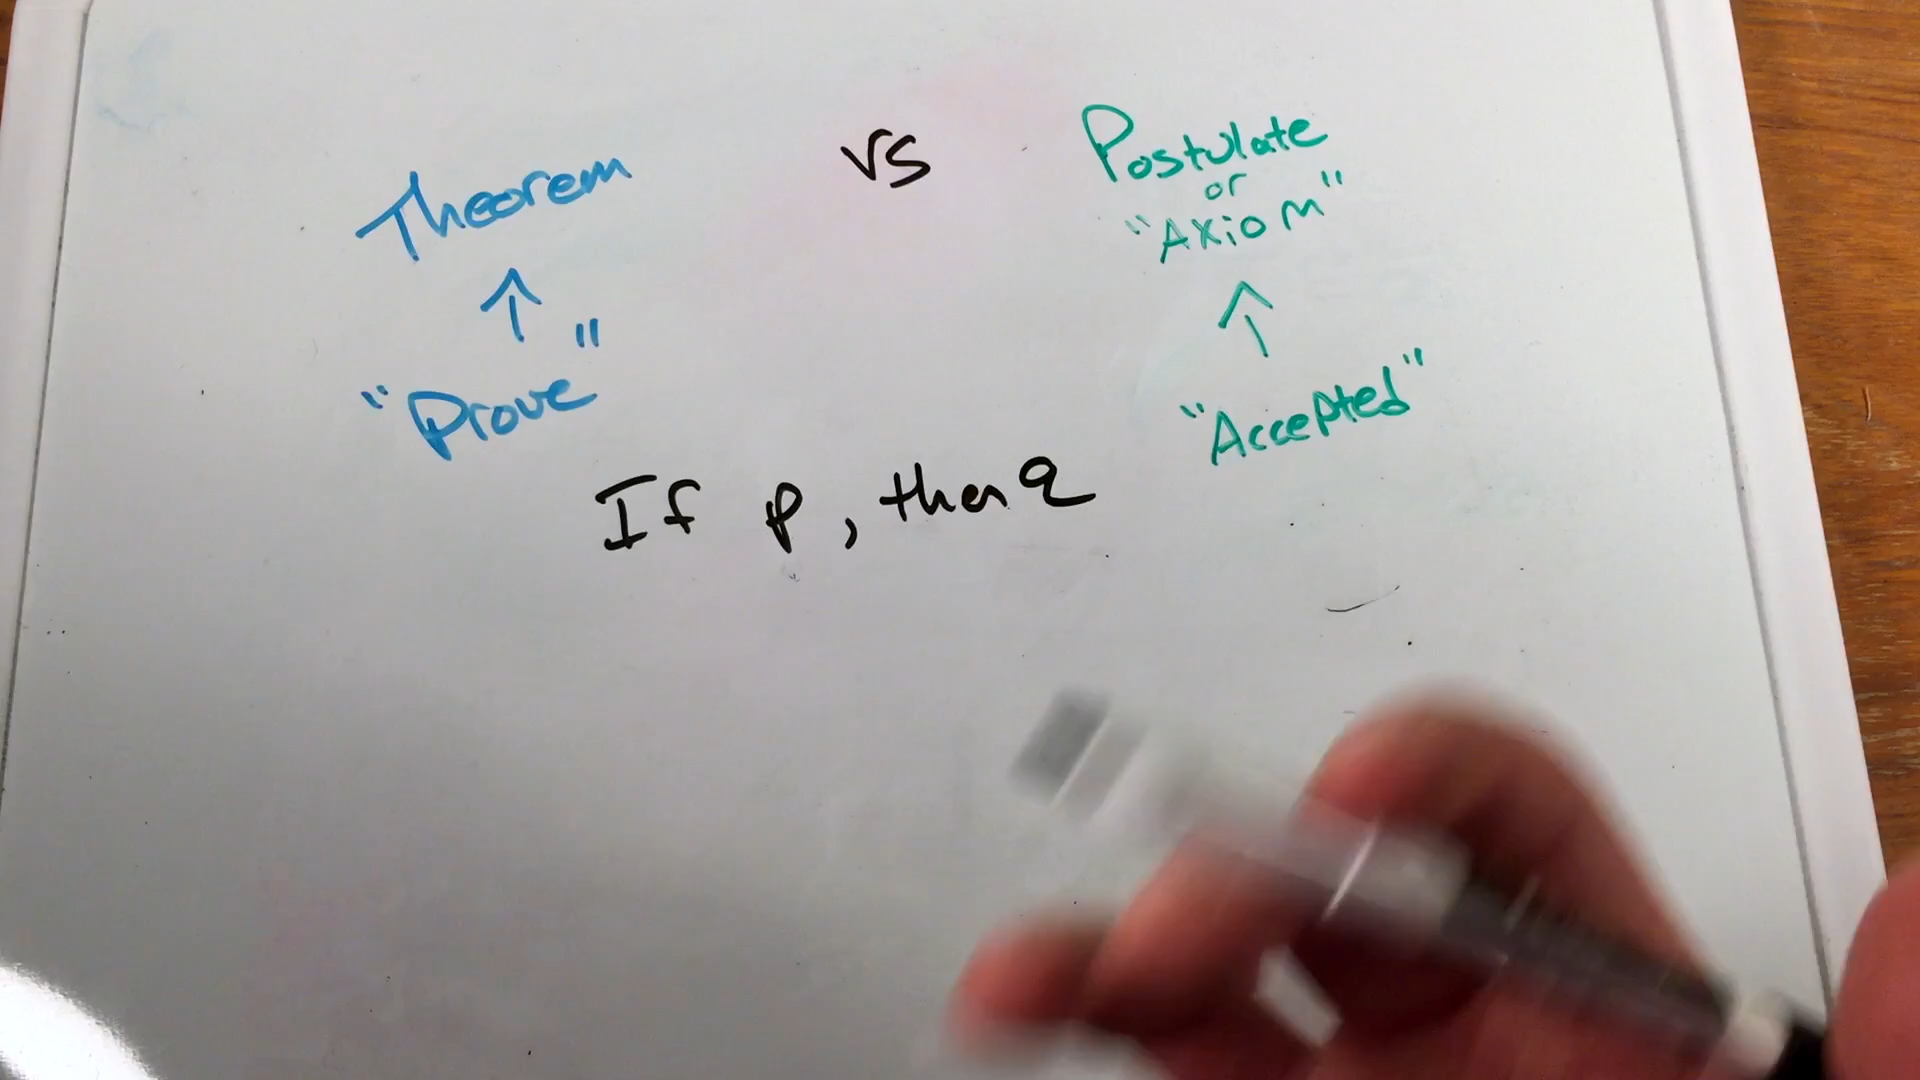 Theorem vs Postulate
or
"Axiom"
"Prove"
"Accepted"
If p, then q